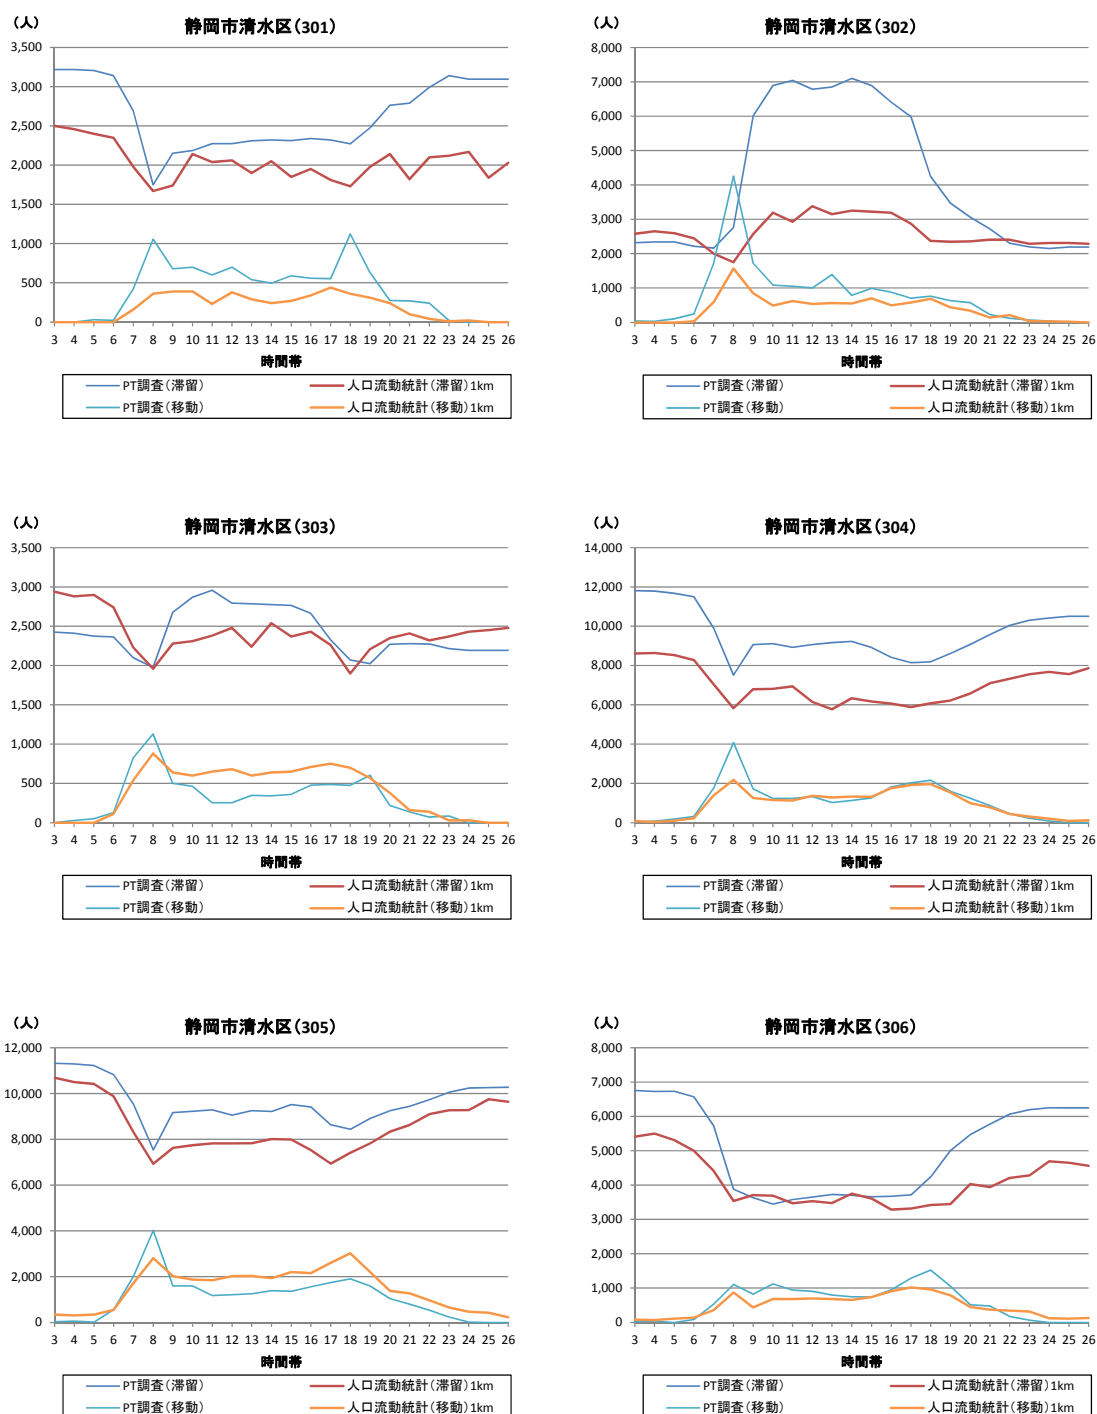 (人)
静岡市清水区(301)
3,500
3,000
2,500
2,000
1,500
1,000
500
0
3 4 5 6 7 8 9 10 11 12 13 14 15 16 17 18 19 20 21 22 23 24 25 26
時間帯
PT調査(滞留) 人口流動統計(滞留)1km
PT調査(移動) 人口流動統計(移動)1km
(人)
静岡市清水区(302)
8,000
7,000
6,000
5,000
4,000
3,000
2,000
1,000
0
3 4 5 6 7 8 9 10 11 12 13 14 15 16 17 18 19 20 21 22 23 24 25 26
時間帯
PT調査(滞留) 人口流動統計(滞留)1km
PT調査(移動) 人口流動統計(移動)1km
(人)
静岡市清水区(303)
3,500
3,000
2,500
2,000
1,500
1,000
500
0
3 4 5 6 7 8 9 10 11 12 13 14 15 16 17 18 19 20 21 22 23 24 25 26
時間帯
PT調査(滞留) 人口流動統計(滞留)1km
PT調査(移動) 人口流動統計(移動)1km
(人)
静岡市清水区(304)
14,000
12,000
10,000
8,000
6,000
4,000
2,000
0
3 4 5 6 7 8 9 10 11 12 13 14 15 16 17 18 19 20 21 22 23 24 25 26
時間帯
PT調査(滞留) 人口流動統計(滞留)1km
PT調査(移動) 人口流動統計(移動)1km
(人)
静岡市清水区(305)
12,000
10,000
8,000
6,000
4,000
2,000
0
3 4 5 6 7 8 9 10 11 12 13 14 15 16 17 18 19 20 21 22 23 24 25 26
時間帯
PT調査(滞留) 人口流動統計(滞留)1km
PT調査(移動) 人口流動統計(移動)1km
(人)
静岡市清水区(306)
8,000
7,000
6,000
5,000
4,000
3,000
2,000
1,000
0
3 4 5 6 7 8 9 10 11 12 13 14 15 16 17 18 19 20 21 22 23 24 25 26
時間帯
PT調査(滞留) 人口流動統計(滞留)1km
PT調査(移動) 人口流動統計(移動)1km